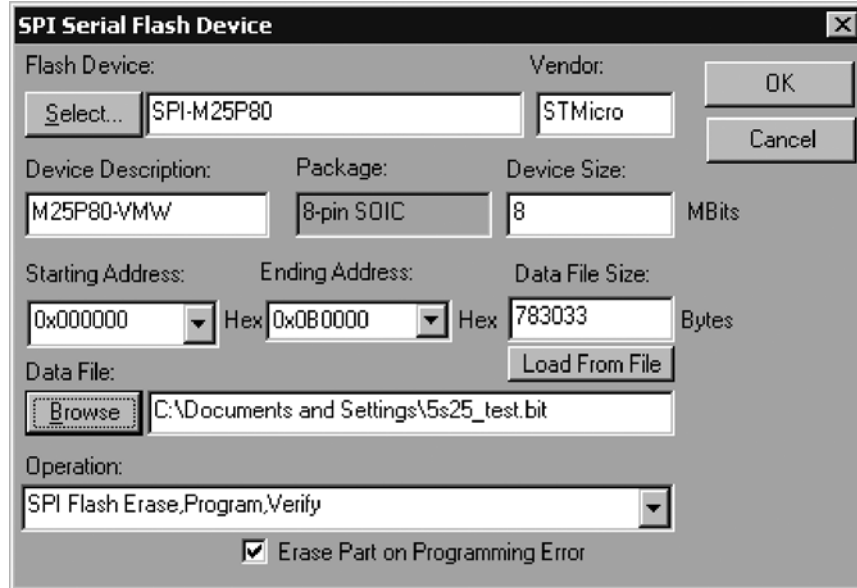 SPI Serial Flash Device
Flash Device: Vendor:
Select... SPI-M25P80 STMicro OK
Cancel
Device Description: Package: Device Size:
M25P80-VMW 8-pin SOIC 8 MBits
Starting Address: Ending Address: Data File Size:
0x000000 Hex 0x0B0000 Hex 783033 Bytes
Load From File
Data File:
Browse C:\Documents and Settings\5s25_test.bit
Operation:
SPI Flash Erase,Program,Verify
Erase Part on Programming Error